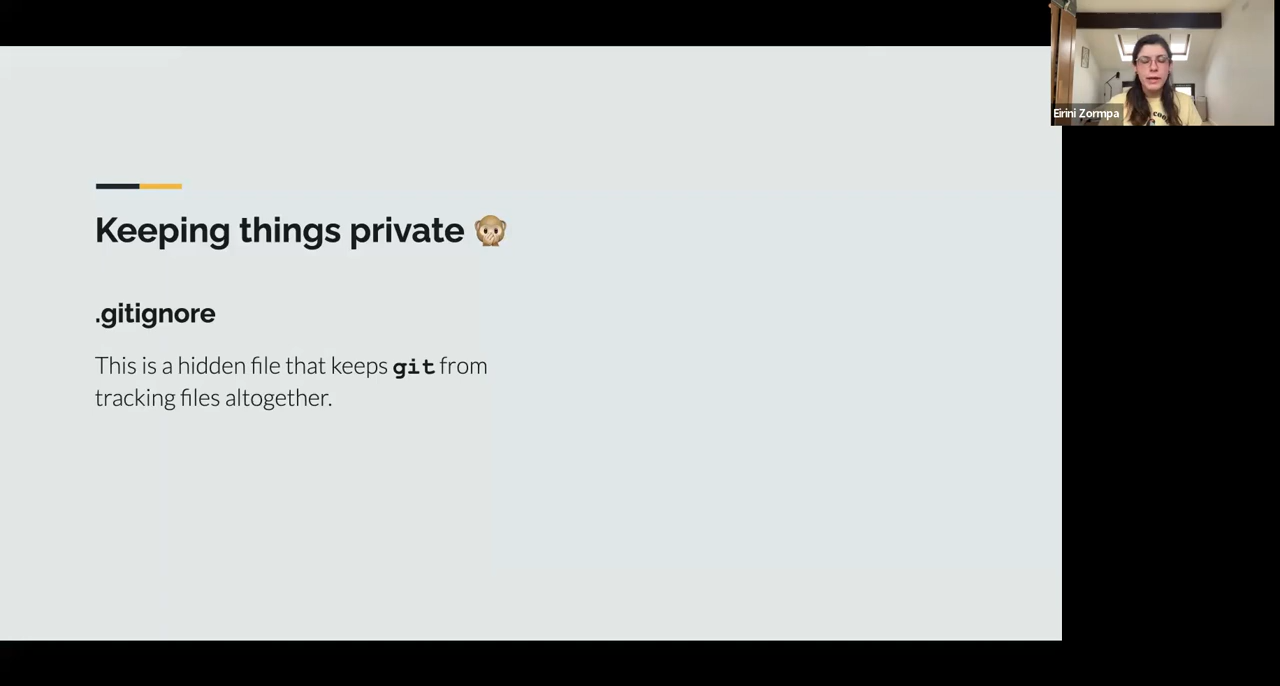 Keeping things private 🙊
.gitignore
This is a hidden file that keeps git from
tracking files altogether.
Eirini Zormpa